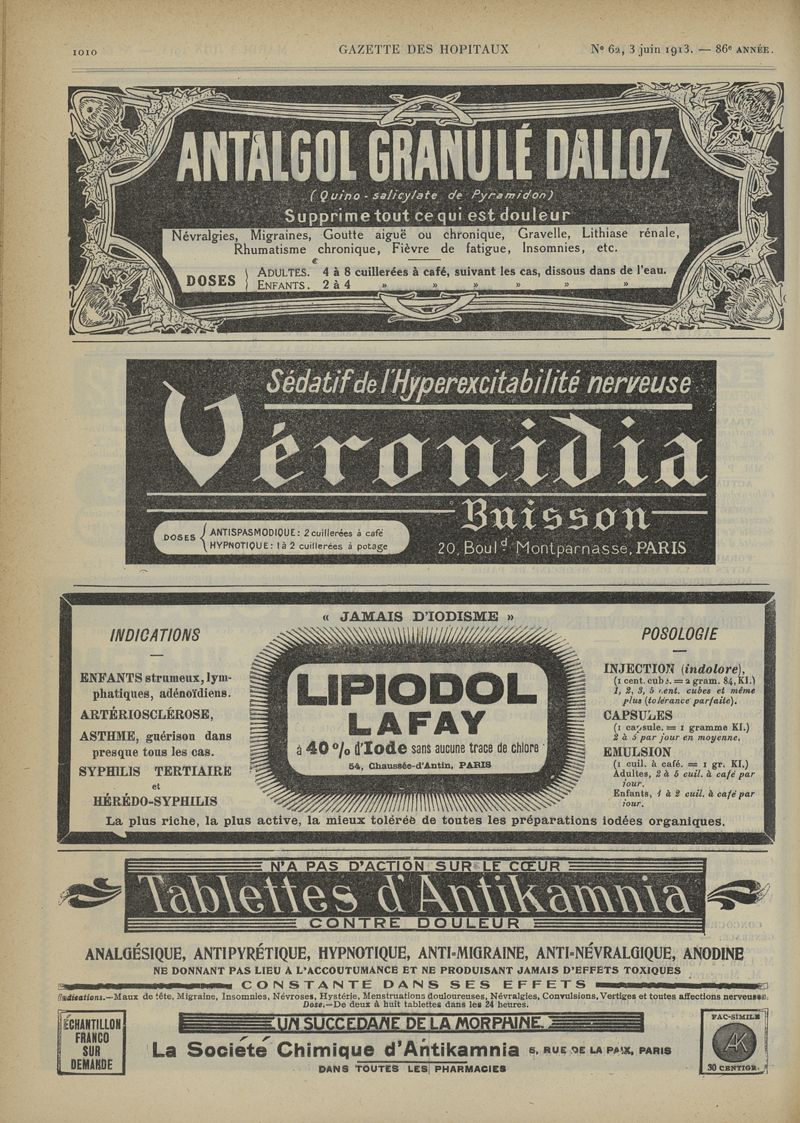 1010
GAZETTE DES HOPITAUX
Nº 62, 3 juin 1913. — 86e ANNÉE.
ANTALGOL GRANULÉ DALLOZ
(Quino-salicylate de Pyramidon)
Supprime tout ce qui est douleur
Névralgies, Migraines, Goutte aiguë ou chronique, Gravelle, Lithiase rénale,
Rhumatisme chronique, Fièvre de fatigue, Insomnies, etc.
DOSES
ADULTES. 4 à 8 cuillerées à café, suivant les cas, dissous dans de l'eau.
ENFANTS. 2 à 4 » » » » » »
Sédatif de l'Hyperexcitabilité nerveuse
Véronidia
Buisson
DOSES
ANTISPASMODIQUE : 2 cuillerées à café
HYPNOTIQUE : 1 à 2 cuillerées à potage
20, Bould Montparnasse, PARIS
« JAMAIS D'IODISME »
INDICATIONS
ENFANTS strumeux, lym-
phatiques, adénoïdiens.
ARTÉRIOSCLÉROSE,
ASTHME, guérison dans
presque tous les cas.
SYPHILIS TERTIAIRE
et
HÉRÉDO-SYPHILIS
LIPIODOL
LAFAY
à 40 % d'Iode sans aucune trace de chlore
54, Chaussée-d'Antin, PARIS
POSOLOGIE
INJECTION (indolore),
(1 cent. cube. = 2 gram. 84, KI.)
1, 2, 3, 5 cent. cubes et même
plus (tolérance parfaite).
CAPSULES
(1 capsule. = 1 gramme KI.)
2 à 5 par jour en moyenne.
EMULSION
(1 cuil. à café. = 1 gr. KI.)
Adultes, 2 à 5 cuil. à café par
jour.
Enfants, 1 à 2 cuil. à café par
jour.
La plus riche, la plus active, la mieux tolérée de toutes les préparations iodées organiques.
N'A PAS D'ACTION SUR LE CŒUR
Tablettes d'Antikamnia
CONTRE DOULEUR
ANALGÉSIQUE, ANTIPYRÉTIQUE, HYPNOTIQUE, ANTI-MIGRAINE, ANTI-NÉVRALGIQUE, ANODINE
NE DONNANT PAS LIEU A L'ACCOUTUMANCE ET NE PRODUISANT JAMAIS D'EFFETS TOXIQUES
CONSTANTE DANS SES EFFETS
Indications.—Maux de tête, Migraine, Insomnies, Névroses, Hystérie, Menstruations douloureuses, Névralgies, Convulsions, Vertiges et toutes affections nerveuses.
Dose.—De deux à huit tablettes dans les 24 heures.
ÉCHANTILLON
FRANCO
SUR
DEMANDE
UN SUCCEDANÉ DE LA MORPHINE.
La Société Chimique d'Antikamnia 5, RUE DE LA PAIX, PARIS
DANS TOUTES LES PHARMACIES
FAC-SIMILE
AK
30 CENTIGR.